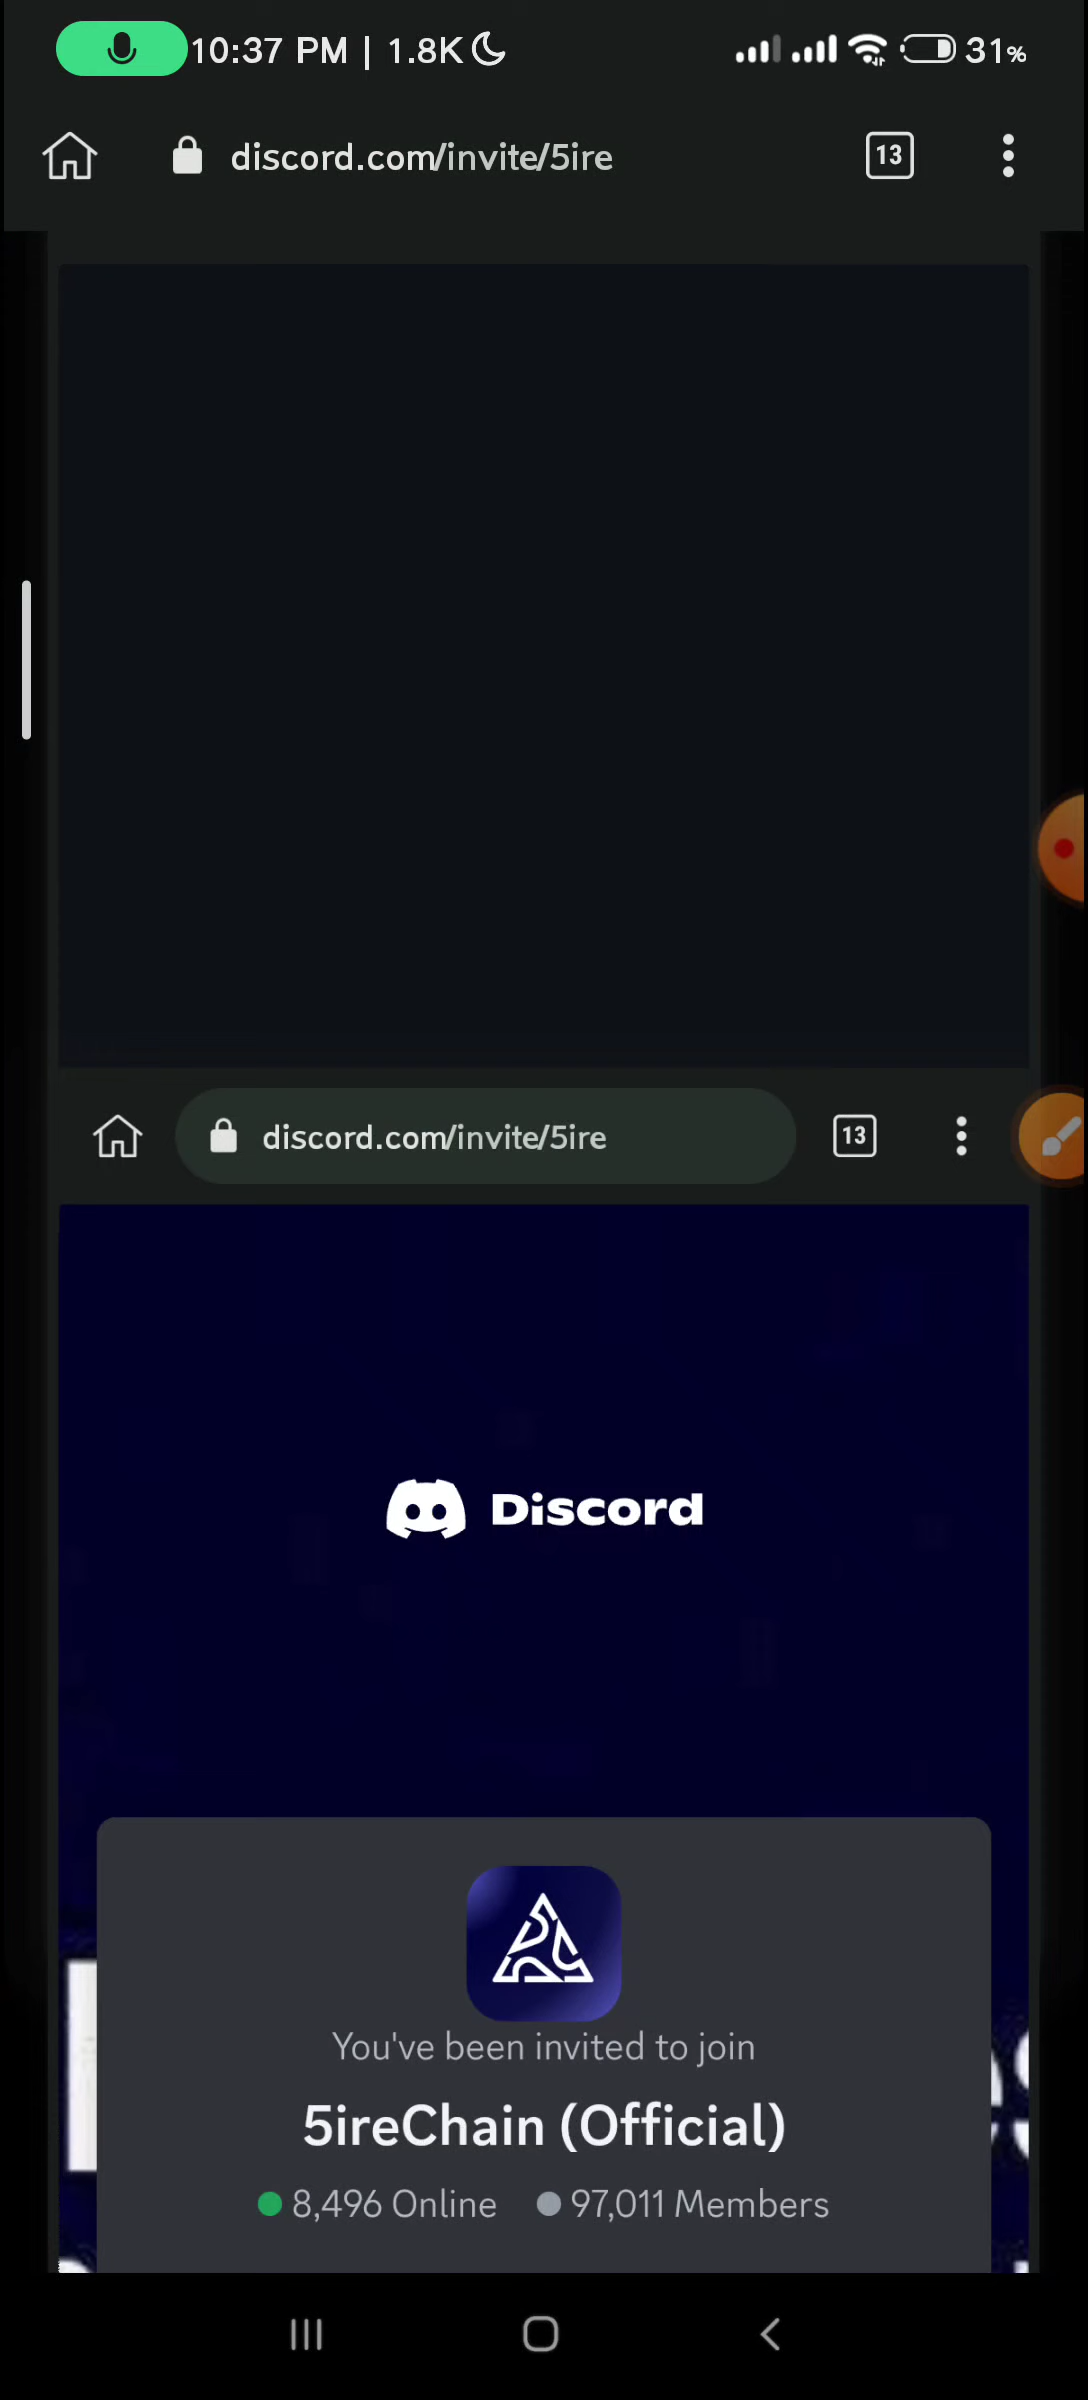 10:37 PM | 1.8K 31%
discord.com/invite/5ire 13
discord.com/invite/5ire 13
Discord
You've been invited to join
5ireChain (Official)
8,496 Online 97,011 Members